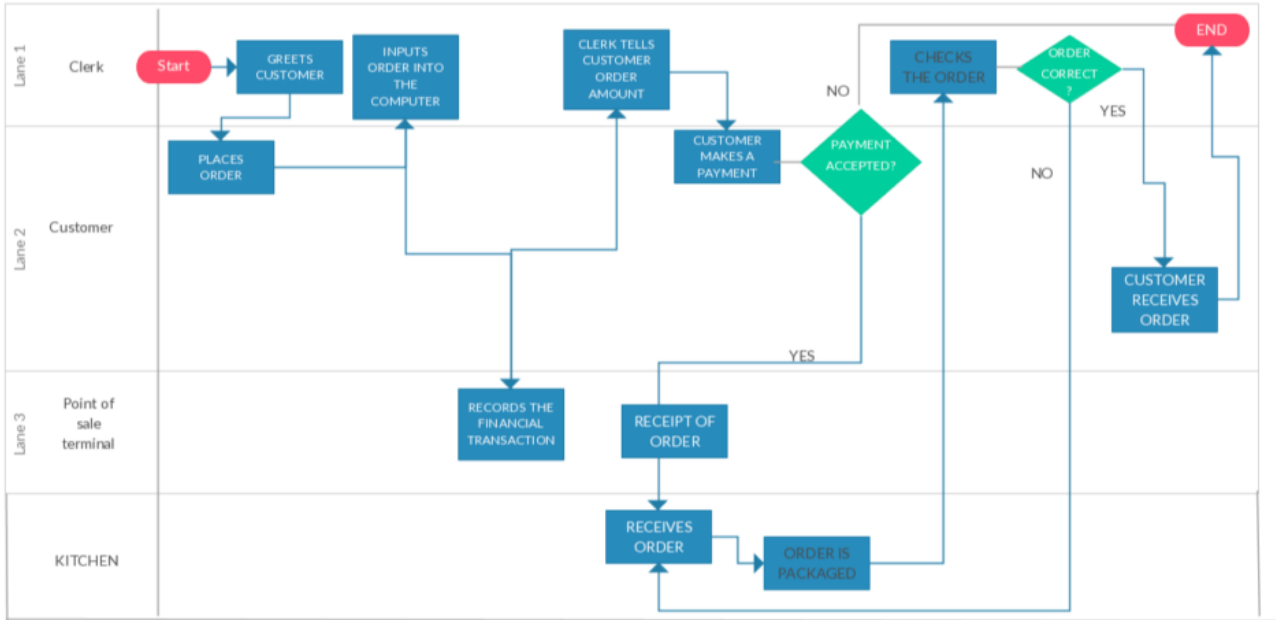 Lane 1
Clerk
Start
GREETS
CUSTOMER
INPUTS
ORDER INTO
THE
COMPUTER
CLERK TELLS
CUSTOMER
ORDER
AMOUNT
NO
CHECKS
THE ORDER
ORDER
CORRECT
?
YES
END
Lane 2
Customer
PLACES
ORDER
CUSTOMER
MAKES A
PAYMENT
PAYMENT
ACCEPTED?
NO
CUSTOMER
RECEIVES
ORDER
YES
Lane 3
Point of
sale
terminal
RECORDS THE
FINANCIAL
TRANSACTION
RECEIPT OF
ORDER
KITCHEN
RECEIVES
ORDER
ORDER IS
PACKAGED